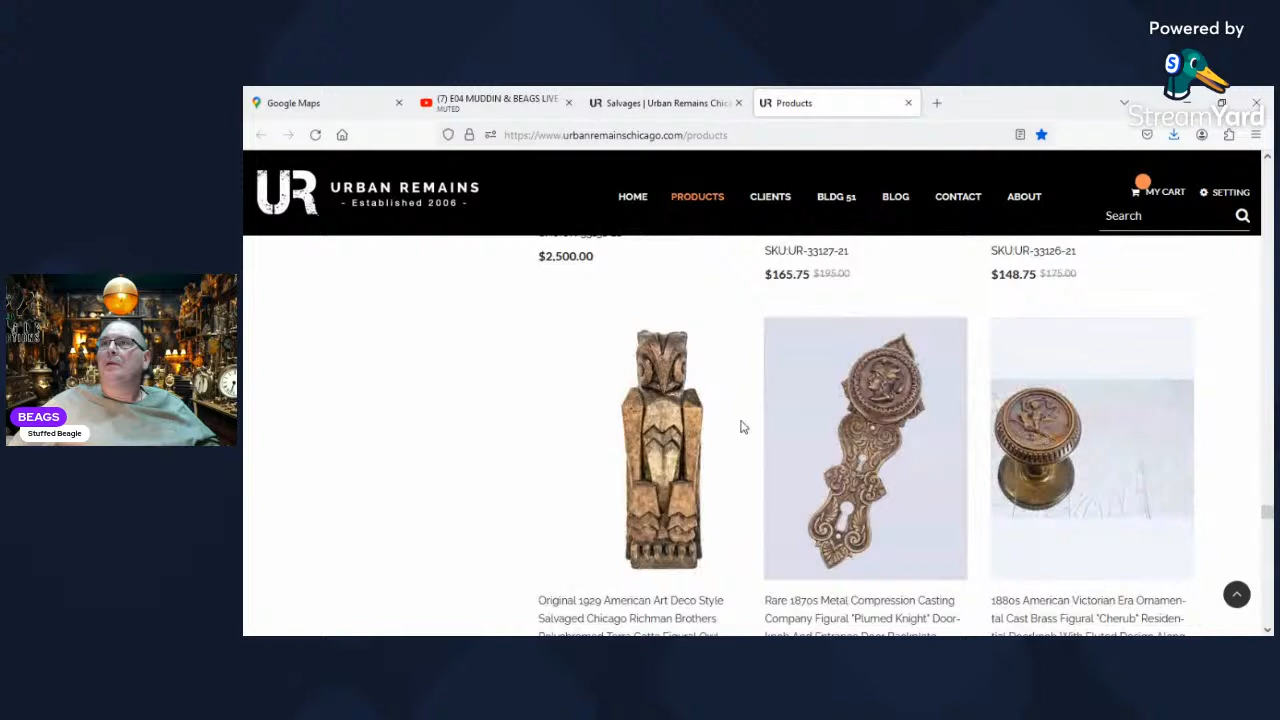 Powered by
S
StreamYard
Google Maps
(7) E04 MUDDIN & BEAGS LIVE
MUTED
UR Salvages | Urban Remains Chica
UR Products
https://www.urbanremainschicago.com/products
UR
URBAN REMAINS
- Established 2006 -
HOME
PRODUCTS
CLIENTS
BLDG 51
BLOG
CONTACT
ABOUT
MY CART
SETTING
Search
$2,500.00
SKU:UR-33127-21
$165.75 $195.00
SKU:UR-33126-21
$148.75 $175.00
BEAGS
Stuffed Beagle
Original 1929 American Art Deco Style
Salvaged Chicago Richman Brothers
Polychromed Terra Cotta Figural Owl
Rare 1870s Metal Compression Casting
Company Figural "Plumed Knight" Door-
knob And Entrance Door Backplate
1880s American Victorian Era Ornamen-
tal Cast Brass Figural "Cherub" Residen-
tial Doorknob With Fluted Design Along